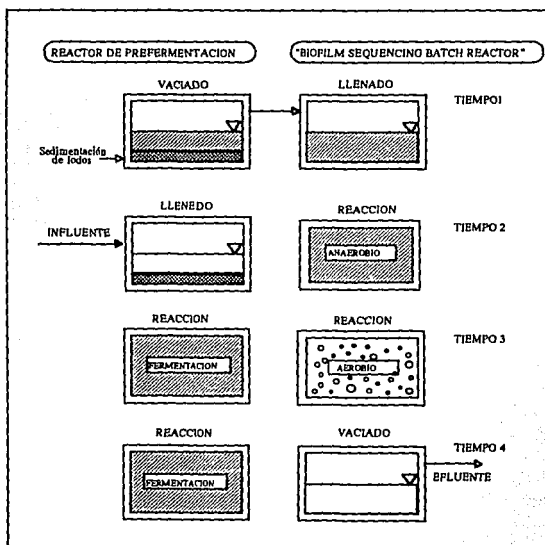 REACTOR DE PREFERMENTACION
"BIOFILM SEQUENCING BATCH REACTOR"
VACIADO
LLENADO
TIEMPO1
Sedimentación
de lodos
LLENEDO
REACCION
TIEMPO 2
INFLUENTE
ANAEROBIO
REACCION
REACCION
TIEMPO 3
FERMENTACION
AEROBIO
REACCION
VACIADO
TIEMPO 4
FERMENTACION
EFLUENTE